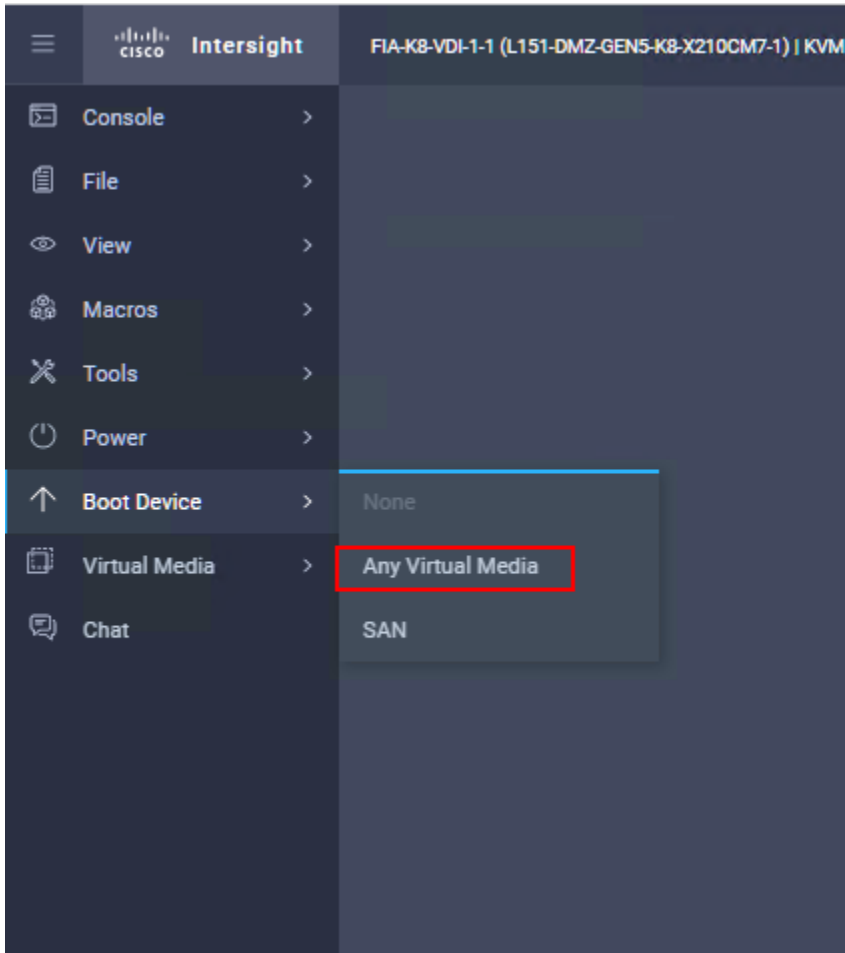 CISCO Intersight FIA-K8-VDI-1-1 (L151-DMZ-GEN5-K8-X210CM7-1) | KVM
Console
File
View
Macros
Tools
Power
Boot Device
None
Virtual Media
Any Virtual Media
Chat
SAN